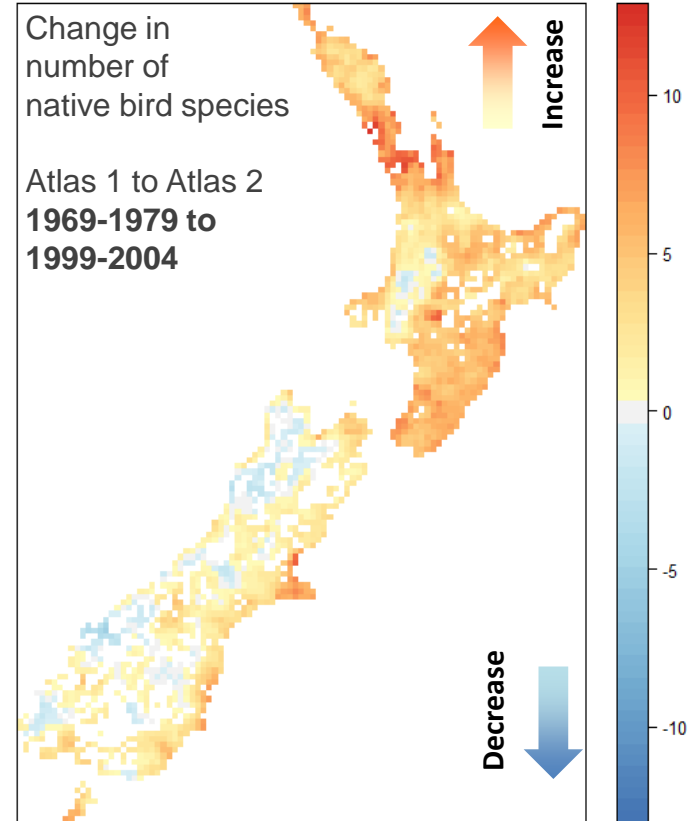 Change in
number of
native bird species
Atlas 1 to Atlas 2
1969-1979 to
1999-2004
Increase
Decrease
10
5
0
-5
-10